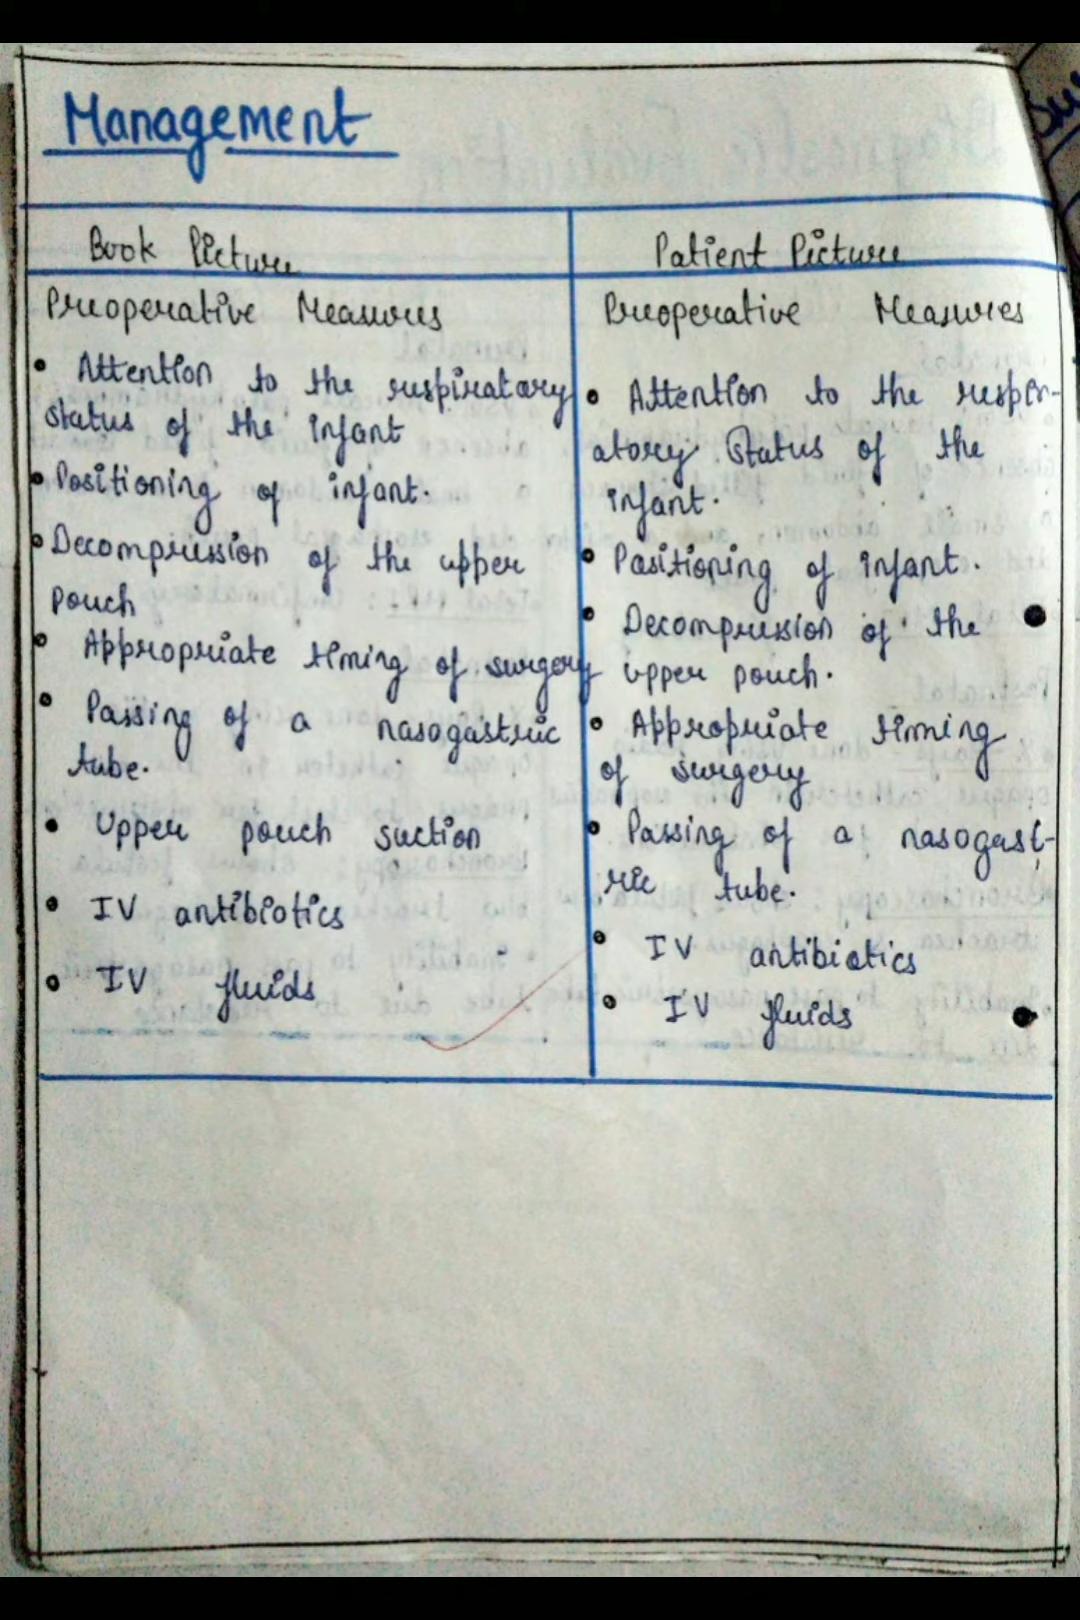 Management
Book Picture
Preoperative Measures
• Attention to the respiratory
status of the infant
• Positioning of infant.
• Decompression of the upper
pouch
• Appropriate timing of surgery
• Passing of a nasogastric
tube.
• Upper pouch suction
• IV antibiotics
• IV fluids
Patient Picture
Preoperative Measures
• Attention to the respir-
atory status of the
infant.
• Positioning of infant.
• Decompression of the
upper pouch.
• Appropriate timing
of surgery
• Passing of a nasogast-
ric tube.
• IV antibiotics
• IV fluids